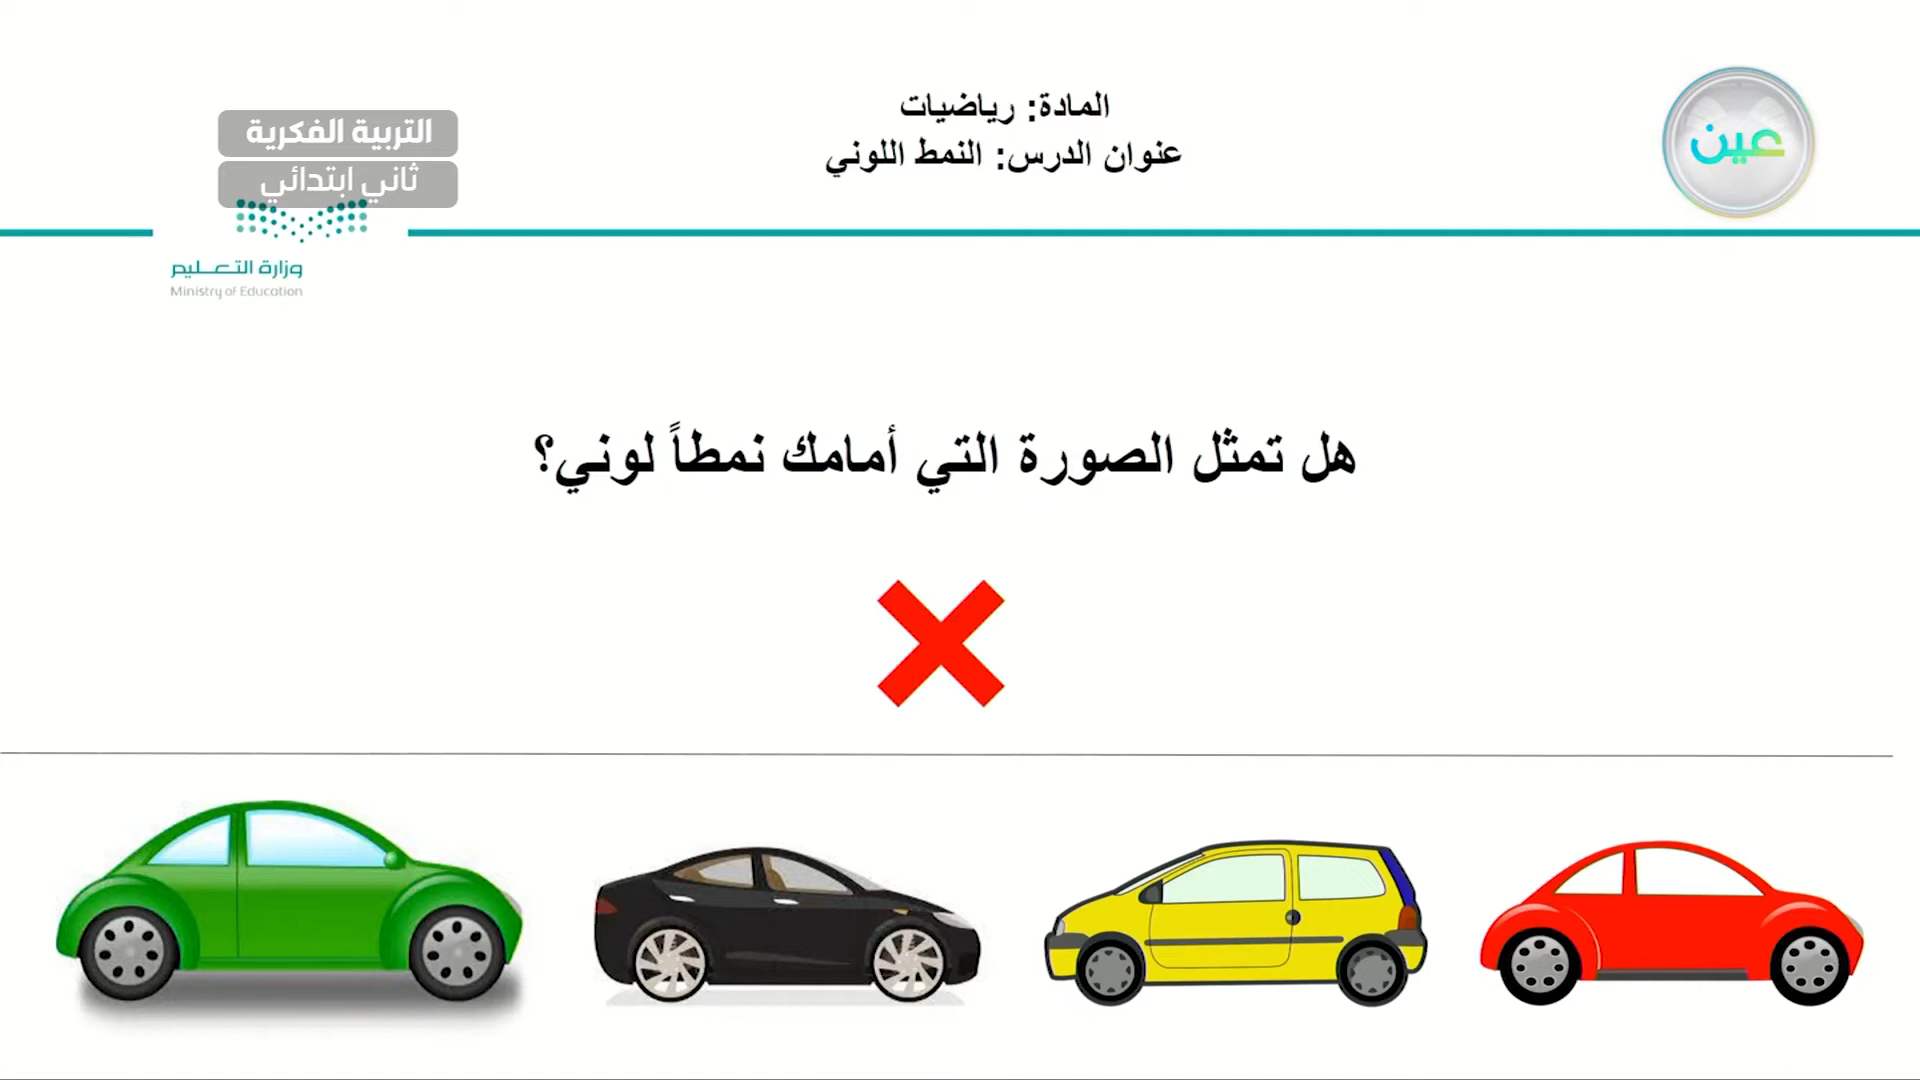 المادة: رياضيات
عنوان الدرس: النمط اللوني
عين
التربية الفكرية
ثاني ابتدائي
وزارة التعليم
Ministry of Education
هل تمثل الصورة التي أمامك نمطاً لوني؟